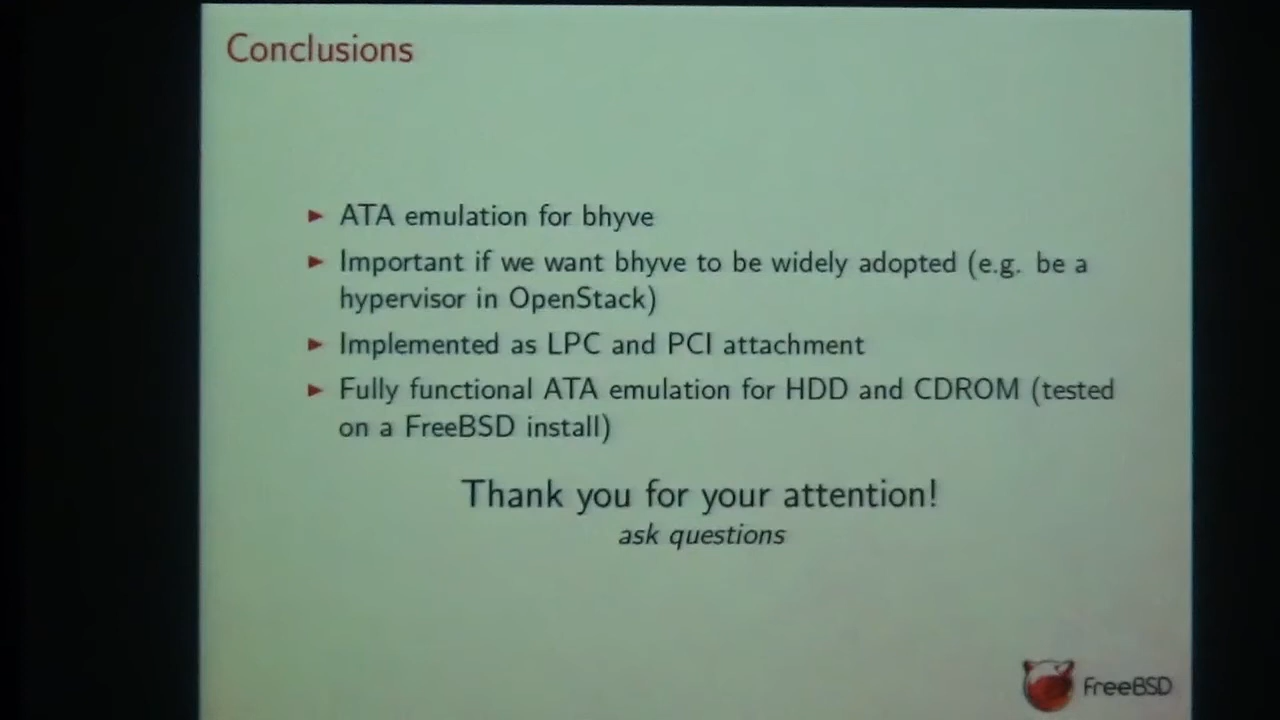 Conclusions
► ATA emulation for bhyve
► Important if we want bhyve to be widely adopted (e.g. be a
hypervisor in OpenStack)
► Implemented as LPC and PCI attachment
► Fully functional ATA emulation for HDD and CDROM (tested
on a FreeBSD install)
Thank you for your attention!
ask questions
FreeBSD